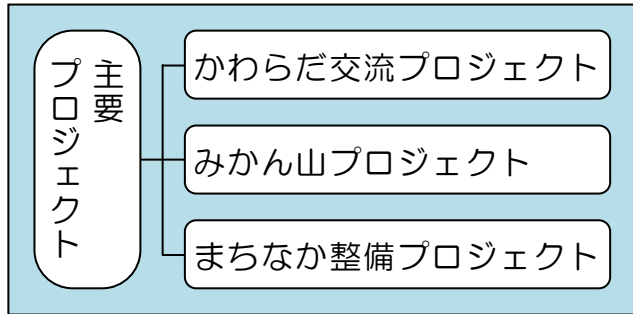 主要
プロジェクト
かわらだ交流プロジェクト
みかん山プロジェクト
まちなか整備プロジェクト